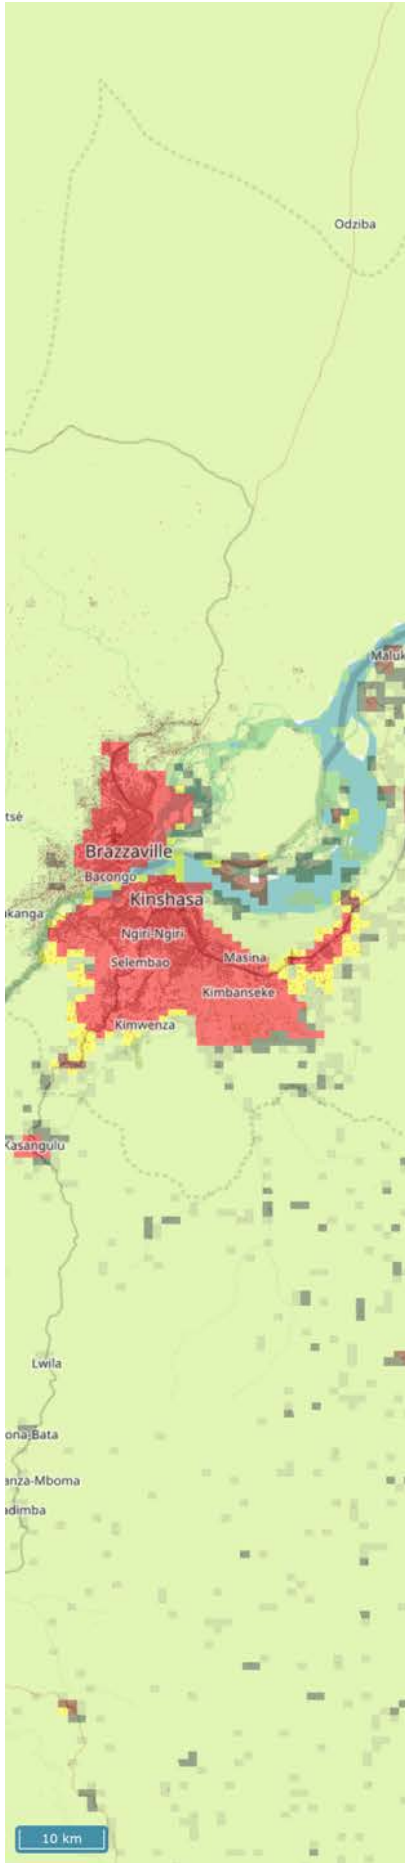 Odziba
Maluk
tsé
Brazzaville
Bacongo
Kinshasa
akanga
Ngiri-Ngiri
Masina
Selembao
Kimbanseke
Kimwenza
Kasangulu
Lwila
ona-Bata
anza-Mboma
adimba
10 km